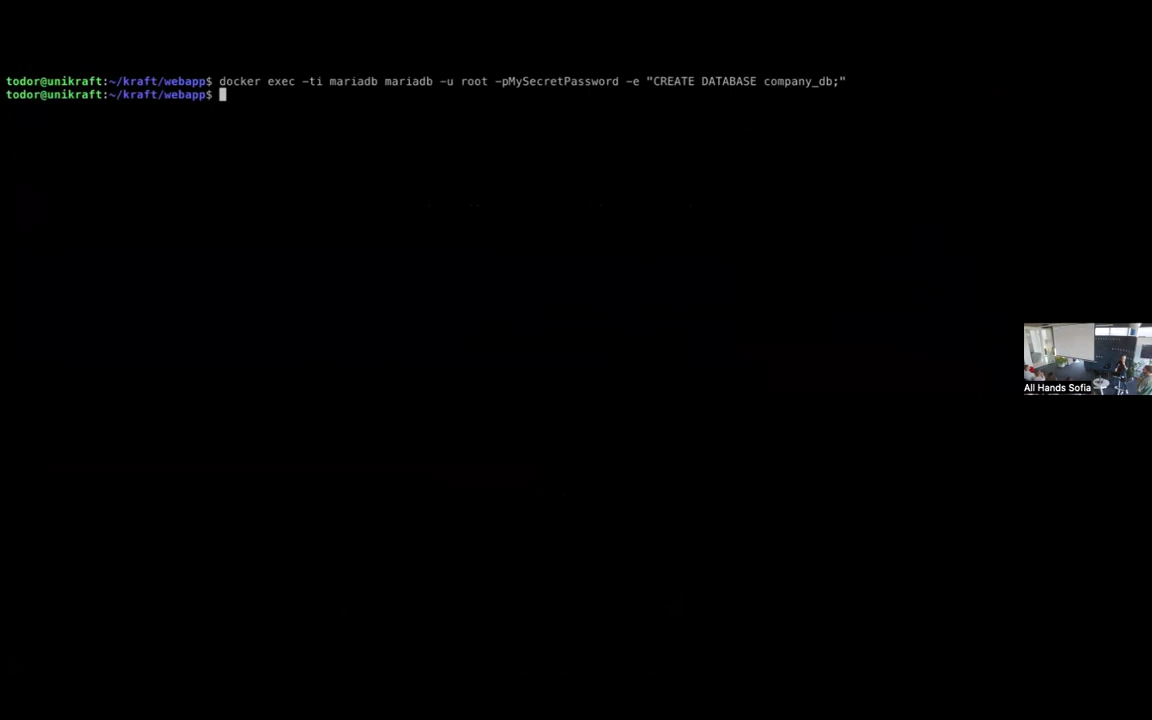 todor@unikraft:~/kraft/webapp$ docker exec -ti mariadb mariadb -u root -pMySecretPassword -e "CREATE DATABASE company_db;"
todor@unikraft:~/kraft/webapp$
All Hands Sofia